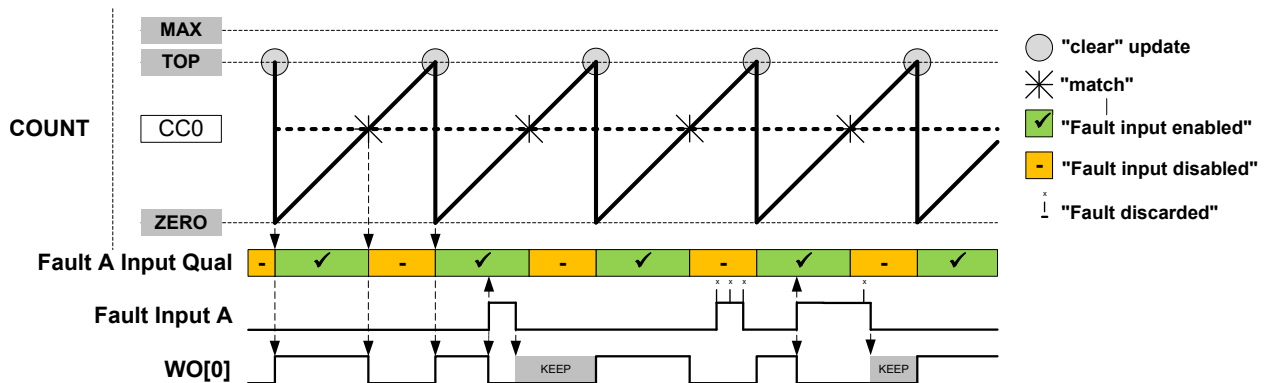 MAX
"clear" update
TOP
"match"
COUNT
CC0
"Fault input enabled"
✓
"Fault input disabled"
-
"Fault discarded"
x
-
ZERO
Fault A Input Qual
- ✓ - ✓ - ✓ - ✓ - ✓
x x x x
Fault Input A
WO[0]
KEEP KEEP